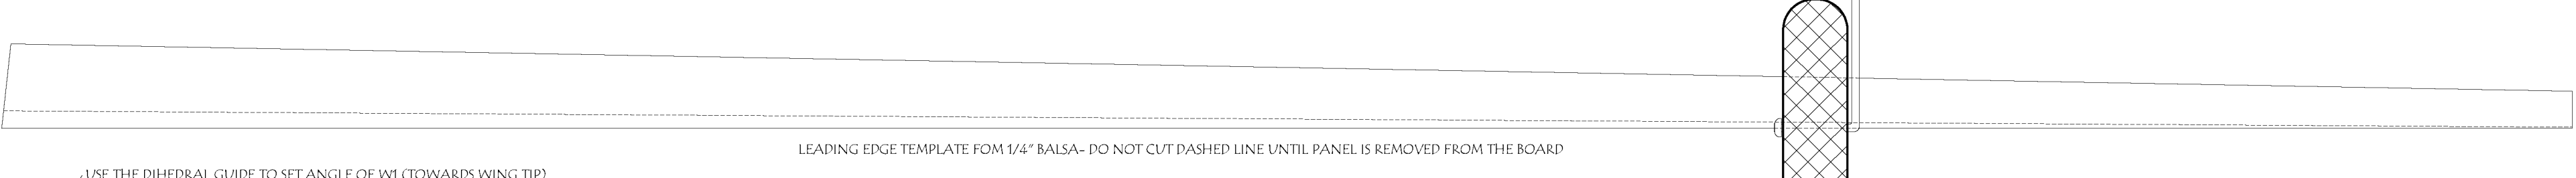 LEADING EDGE TEMPLATE FOM 1/4" BALSA- DO NOT CUT DASHED LINE UNTIL PANEL IS REMOVED FROM THE BOARD
USE THE DIHEDRAL GUIDE TO SET ANGLE OF W1 (TOWARDS WING TIP)